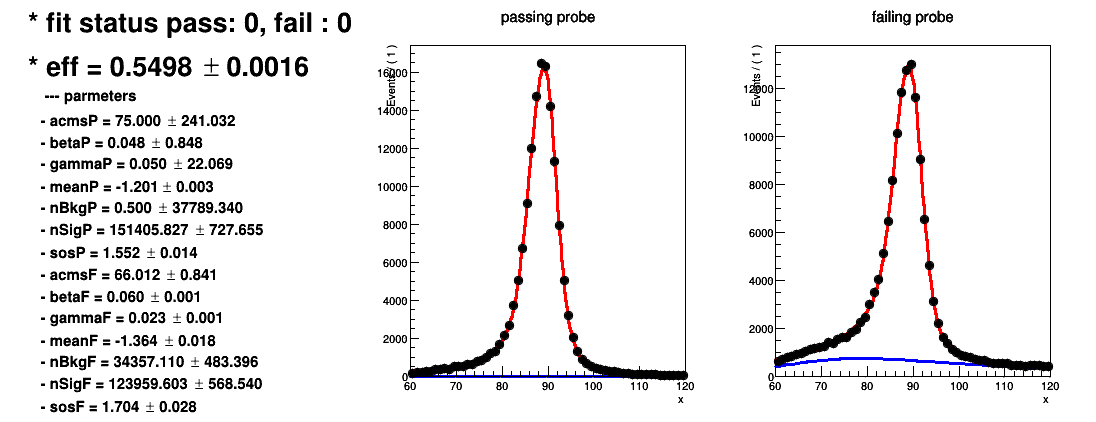 * fit status pass: 0, fail : 0
* eff = 0.5498 ± 0.0016
--- parmeters
- acmsP = 75.000 ± 241.032
- betaP = 0.048 ± 0.848
- gammaP = 0.050 ± 22.069
- meanP = -1.201 ± 0.003
- nBkgP = 0.500 ± 37789.340
- nSigP = 151405.827 ± 727.655
- sosP = 1.552 ± 0.014
- acmsF = 66.012 ± 0.841
- betaF = 0.060 ± 0.001
- gammaF = 0.023 ± 0.001
- meanF = -1.364 ± 0.018
- nBkgF = 34357.110 ± 483.396
- nSigF = 123959.603 ± 568.540
- sosF = 1.704 ± 0.028
passing probe
Events / ( 1 )
16000
14000
12000
10000
8000
6000
4000
2000
0
60 70 80 90 100 110 120
x
failing probe
Events / ( 1 )
12000
10000
8000
6000
4000
2000
0
60 70 80 90 100 110 120
x